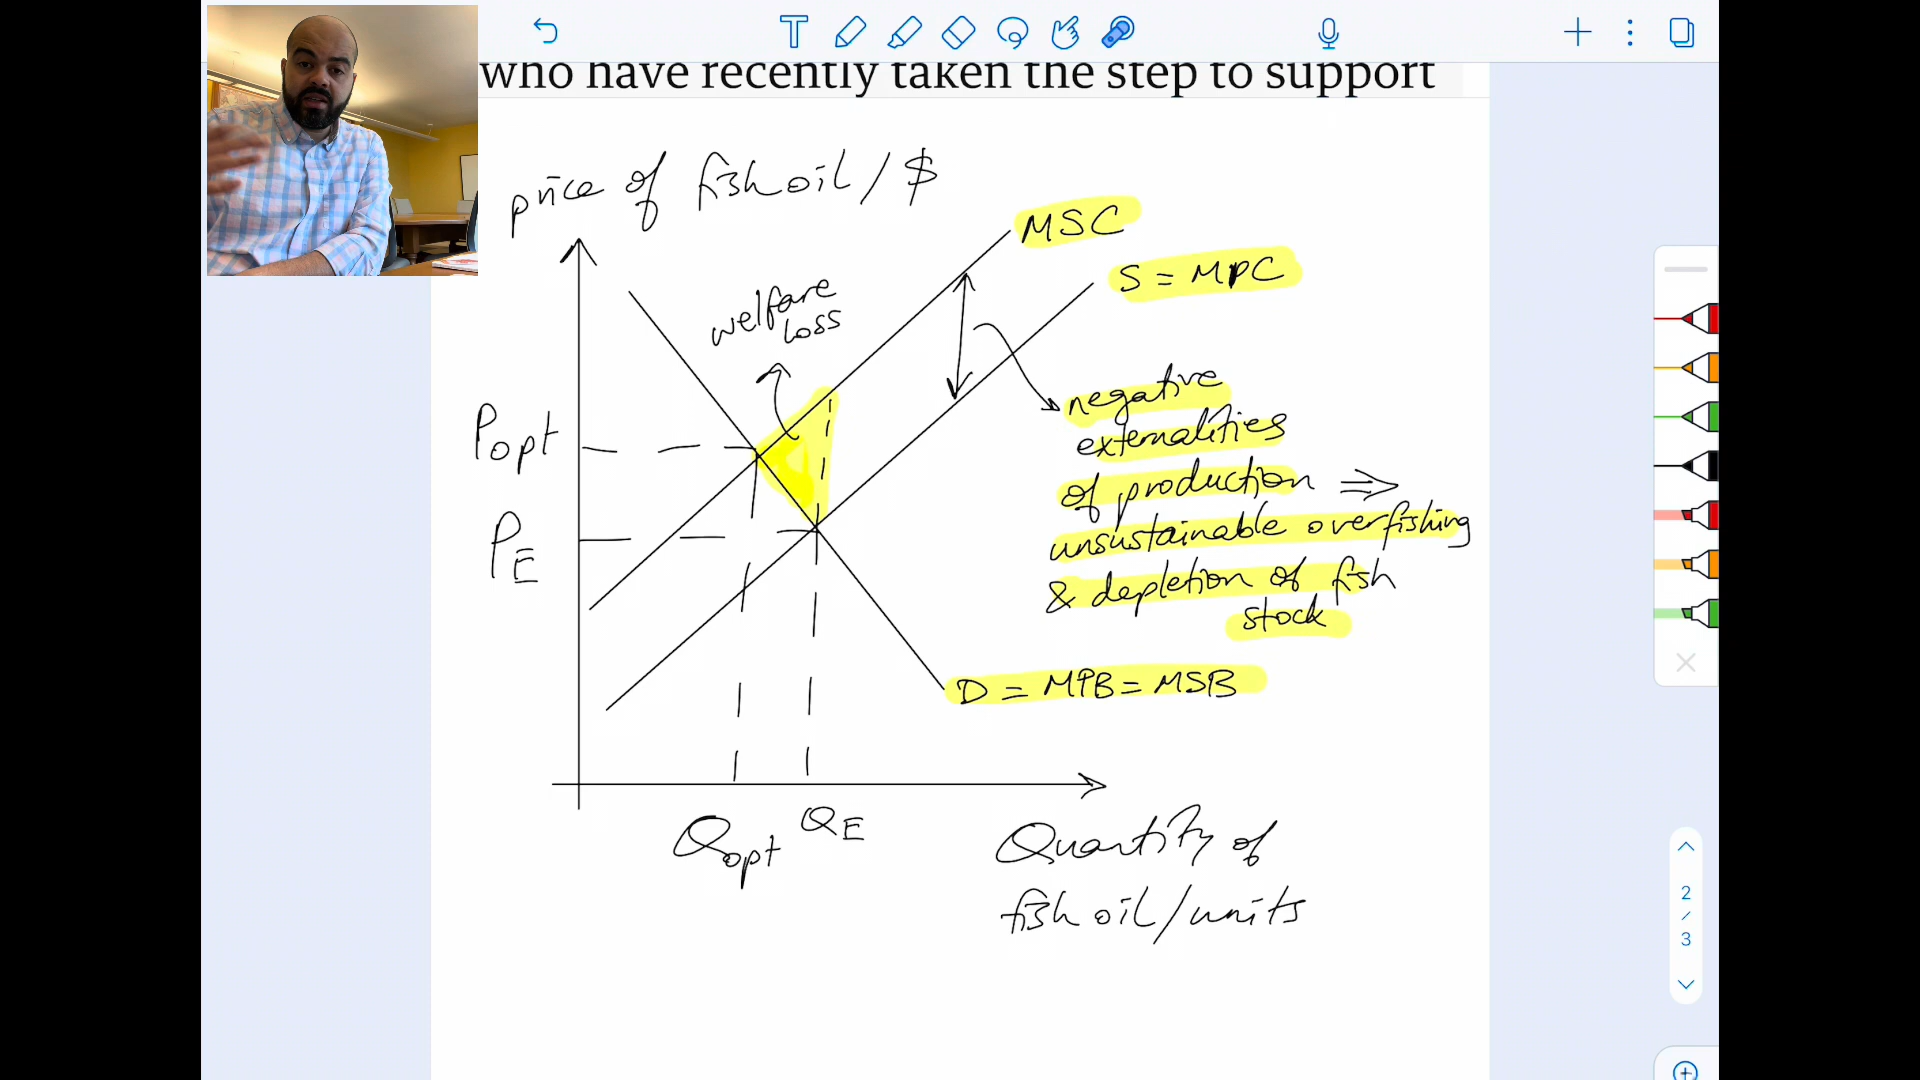 who have recently taken the step to support
price of fish oil / $
MSC
S = MPC
welfare
loss
negative
externalities
of production ⇒
unsustainable overfishing
& depletion of fish
stock
Popt
PE
D = MPB = MSB
Qopt
QE
Quantity of
fish oil / units
T
2
/
3